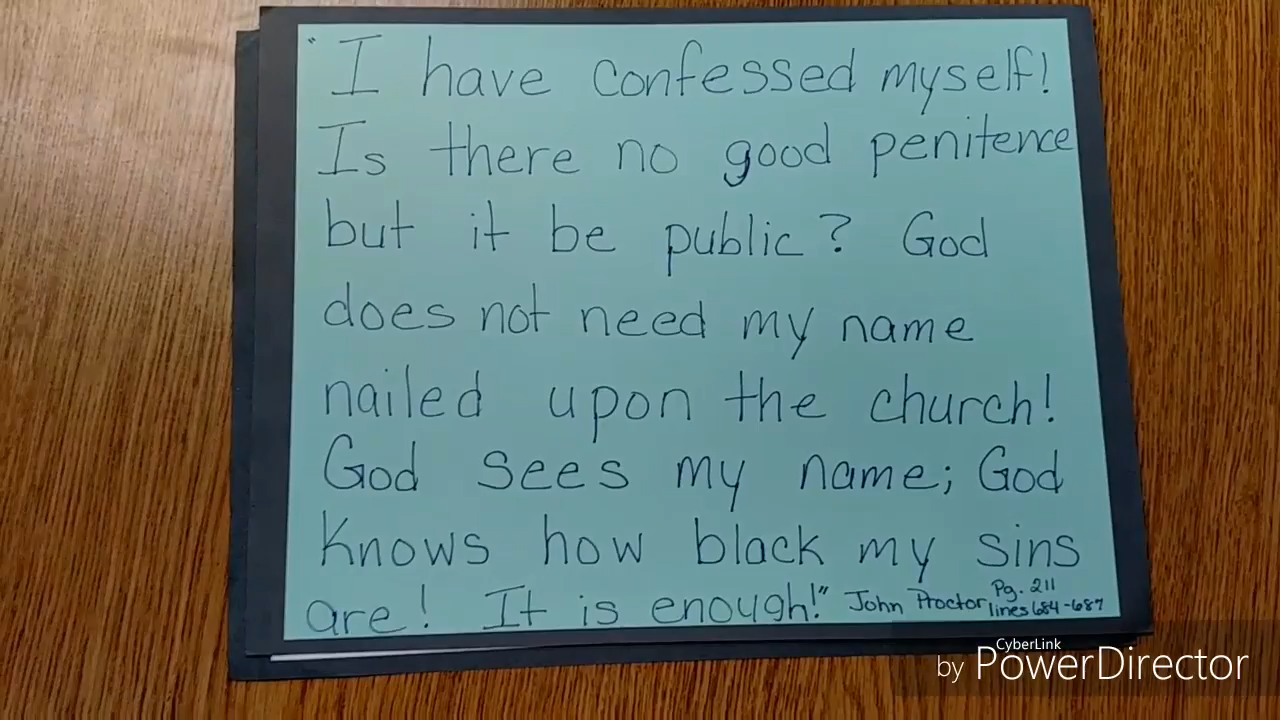 "I have confessed myself!
Is there no good penitence
but it be public? God
does not need my name
nailed upon the church!
God sees my name; God
knows how black my sins
are! It is enough!" John Proctor Pg. 211
lines 684-687
CyberLink
by PowerDirector